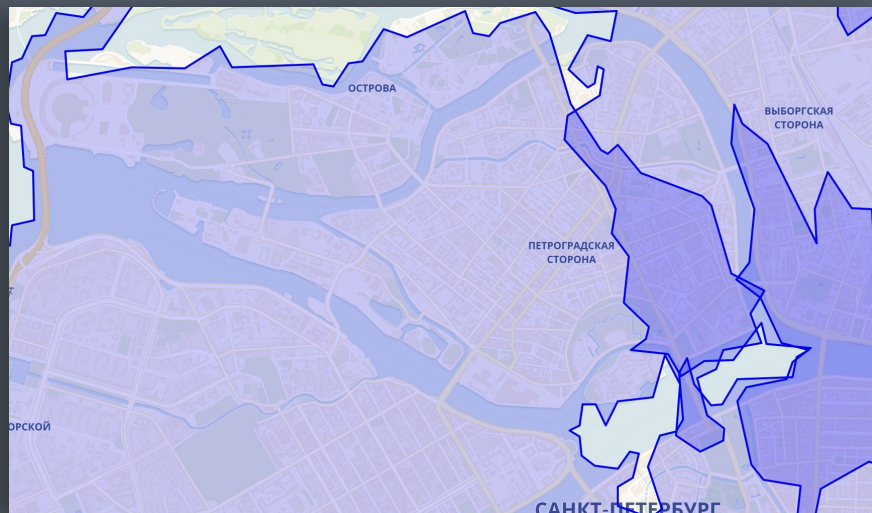 ОСТРОВА
ВЫБОРГСКАЯ
СТОРОНА
ПЕТРОГРАДСКАЯ
СТОРОНА
ОРСКОЙ
САНКТ-ПЕТЕРБУРГ